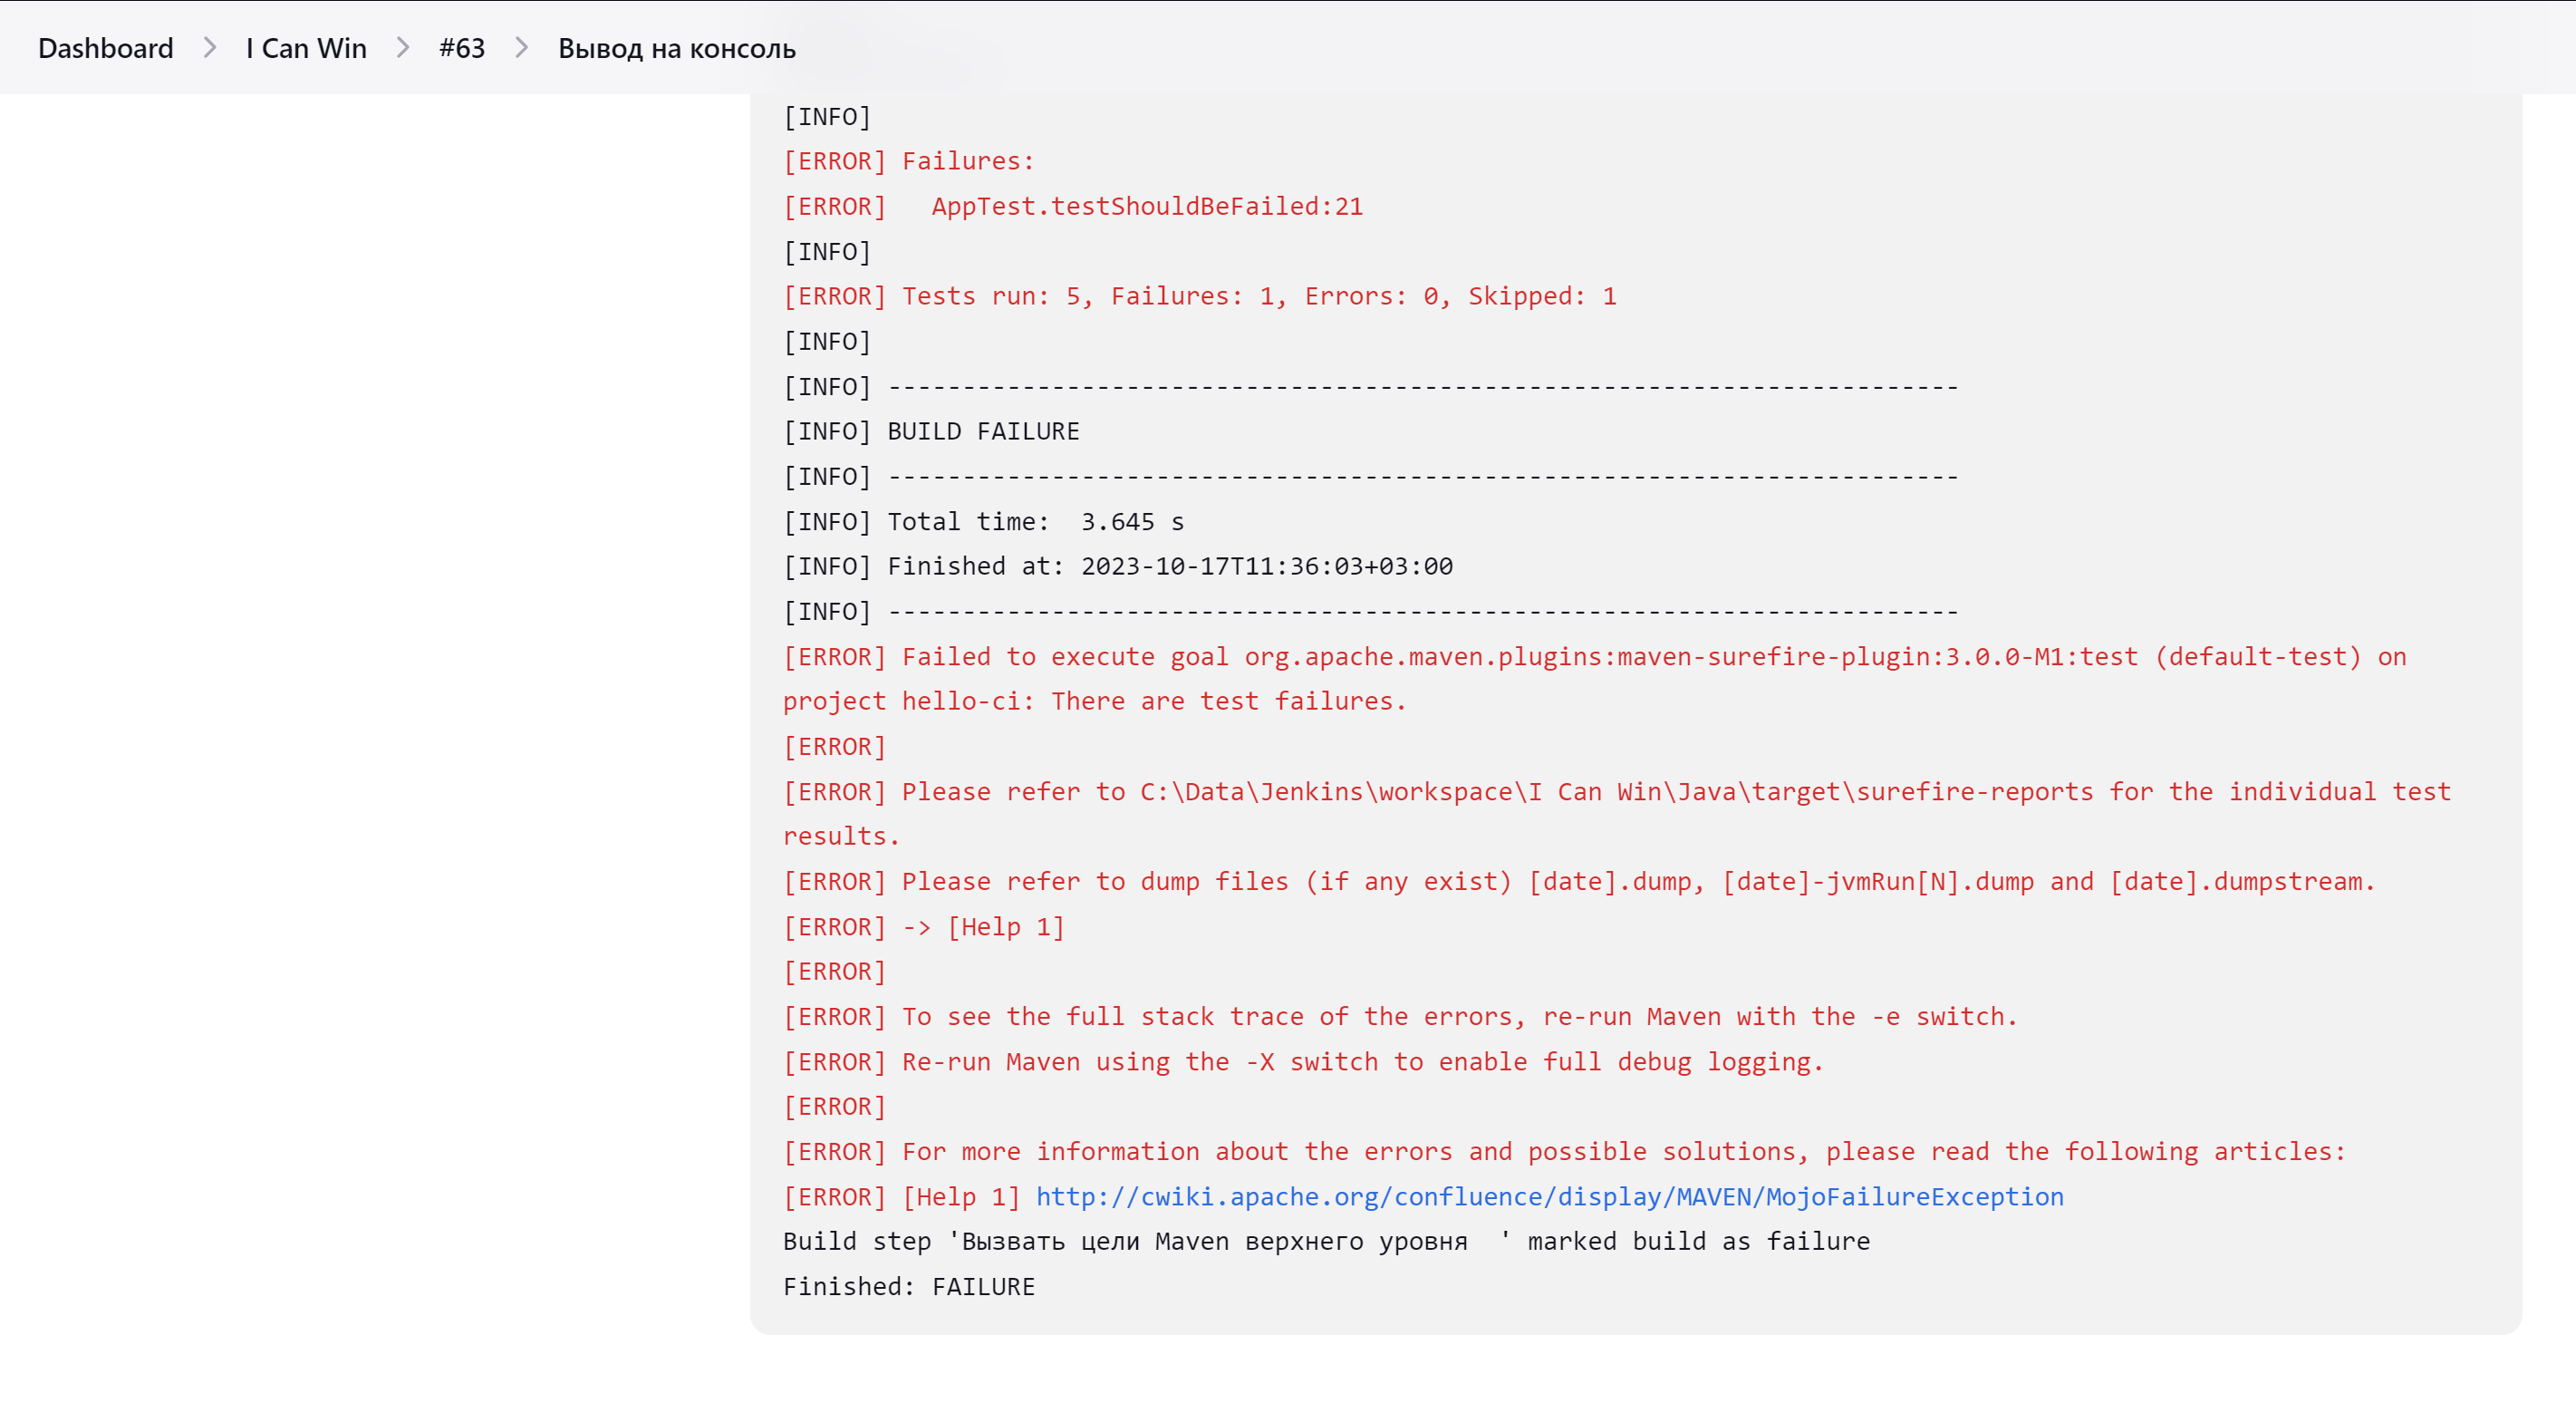 Dashboard > I Can Win > #63 > Вывод на консоль
[INFO]
[ERROR] Failures:
[ERROR]   AppTest.testShouldBeFailed:21
[INFO]
[ERROR] Tests run: 5, Failures: 1, Errors: 0, Skipped: 1
[INFO]
[INFO] ------------------------------------------------------------------------
[INFO] BUILD FAILURE
[INFO] ------------------------------------------------------------------------
[INFO] Total time:  3.645 s
[INFO] Finished at: 2023-10-17T11:36:03+03:00
[INFO] ------------------------------------------------------------------------
[ERROR] Failed to execute goal org.apache.maven.plugins:maven-surefire-plugin:3.0.0-M1:test (default-test) on
project hello-ci: There are test failures.
[ERROR]
[ERROR] Please refer to C:\Data\Jenkins\workspace\I Can Win\Java\target\surefire-reports for the individual test
results.
[ERROR] Please refer to dump files (if any exist) [date].dump, [date]-jvmRun[N].dump and [date].dumpstream.
[ERROR] -> [Help 1]
[ERROR]
[ERROR] To see the full stack trace of the errors, re-run Maven with the -e switch.
[ERROR] Re-run Maven using the -X switch to enable full debug logging.
[ERROR]
[ERROR] For more information about the errors and possible solutions, please read the following articles:
[ERROR] [Help 1] http://cwiki.apache.org/confluence/display/MAVEN/MojoFailureException
Build step 'Вызвать цели Maven верхнего уровня  ' marked build as failure
Finished: FAILURE